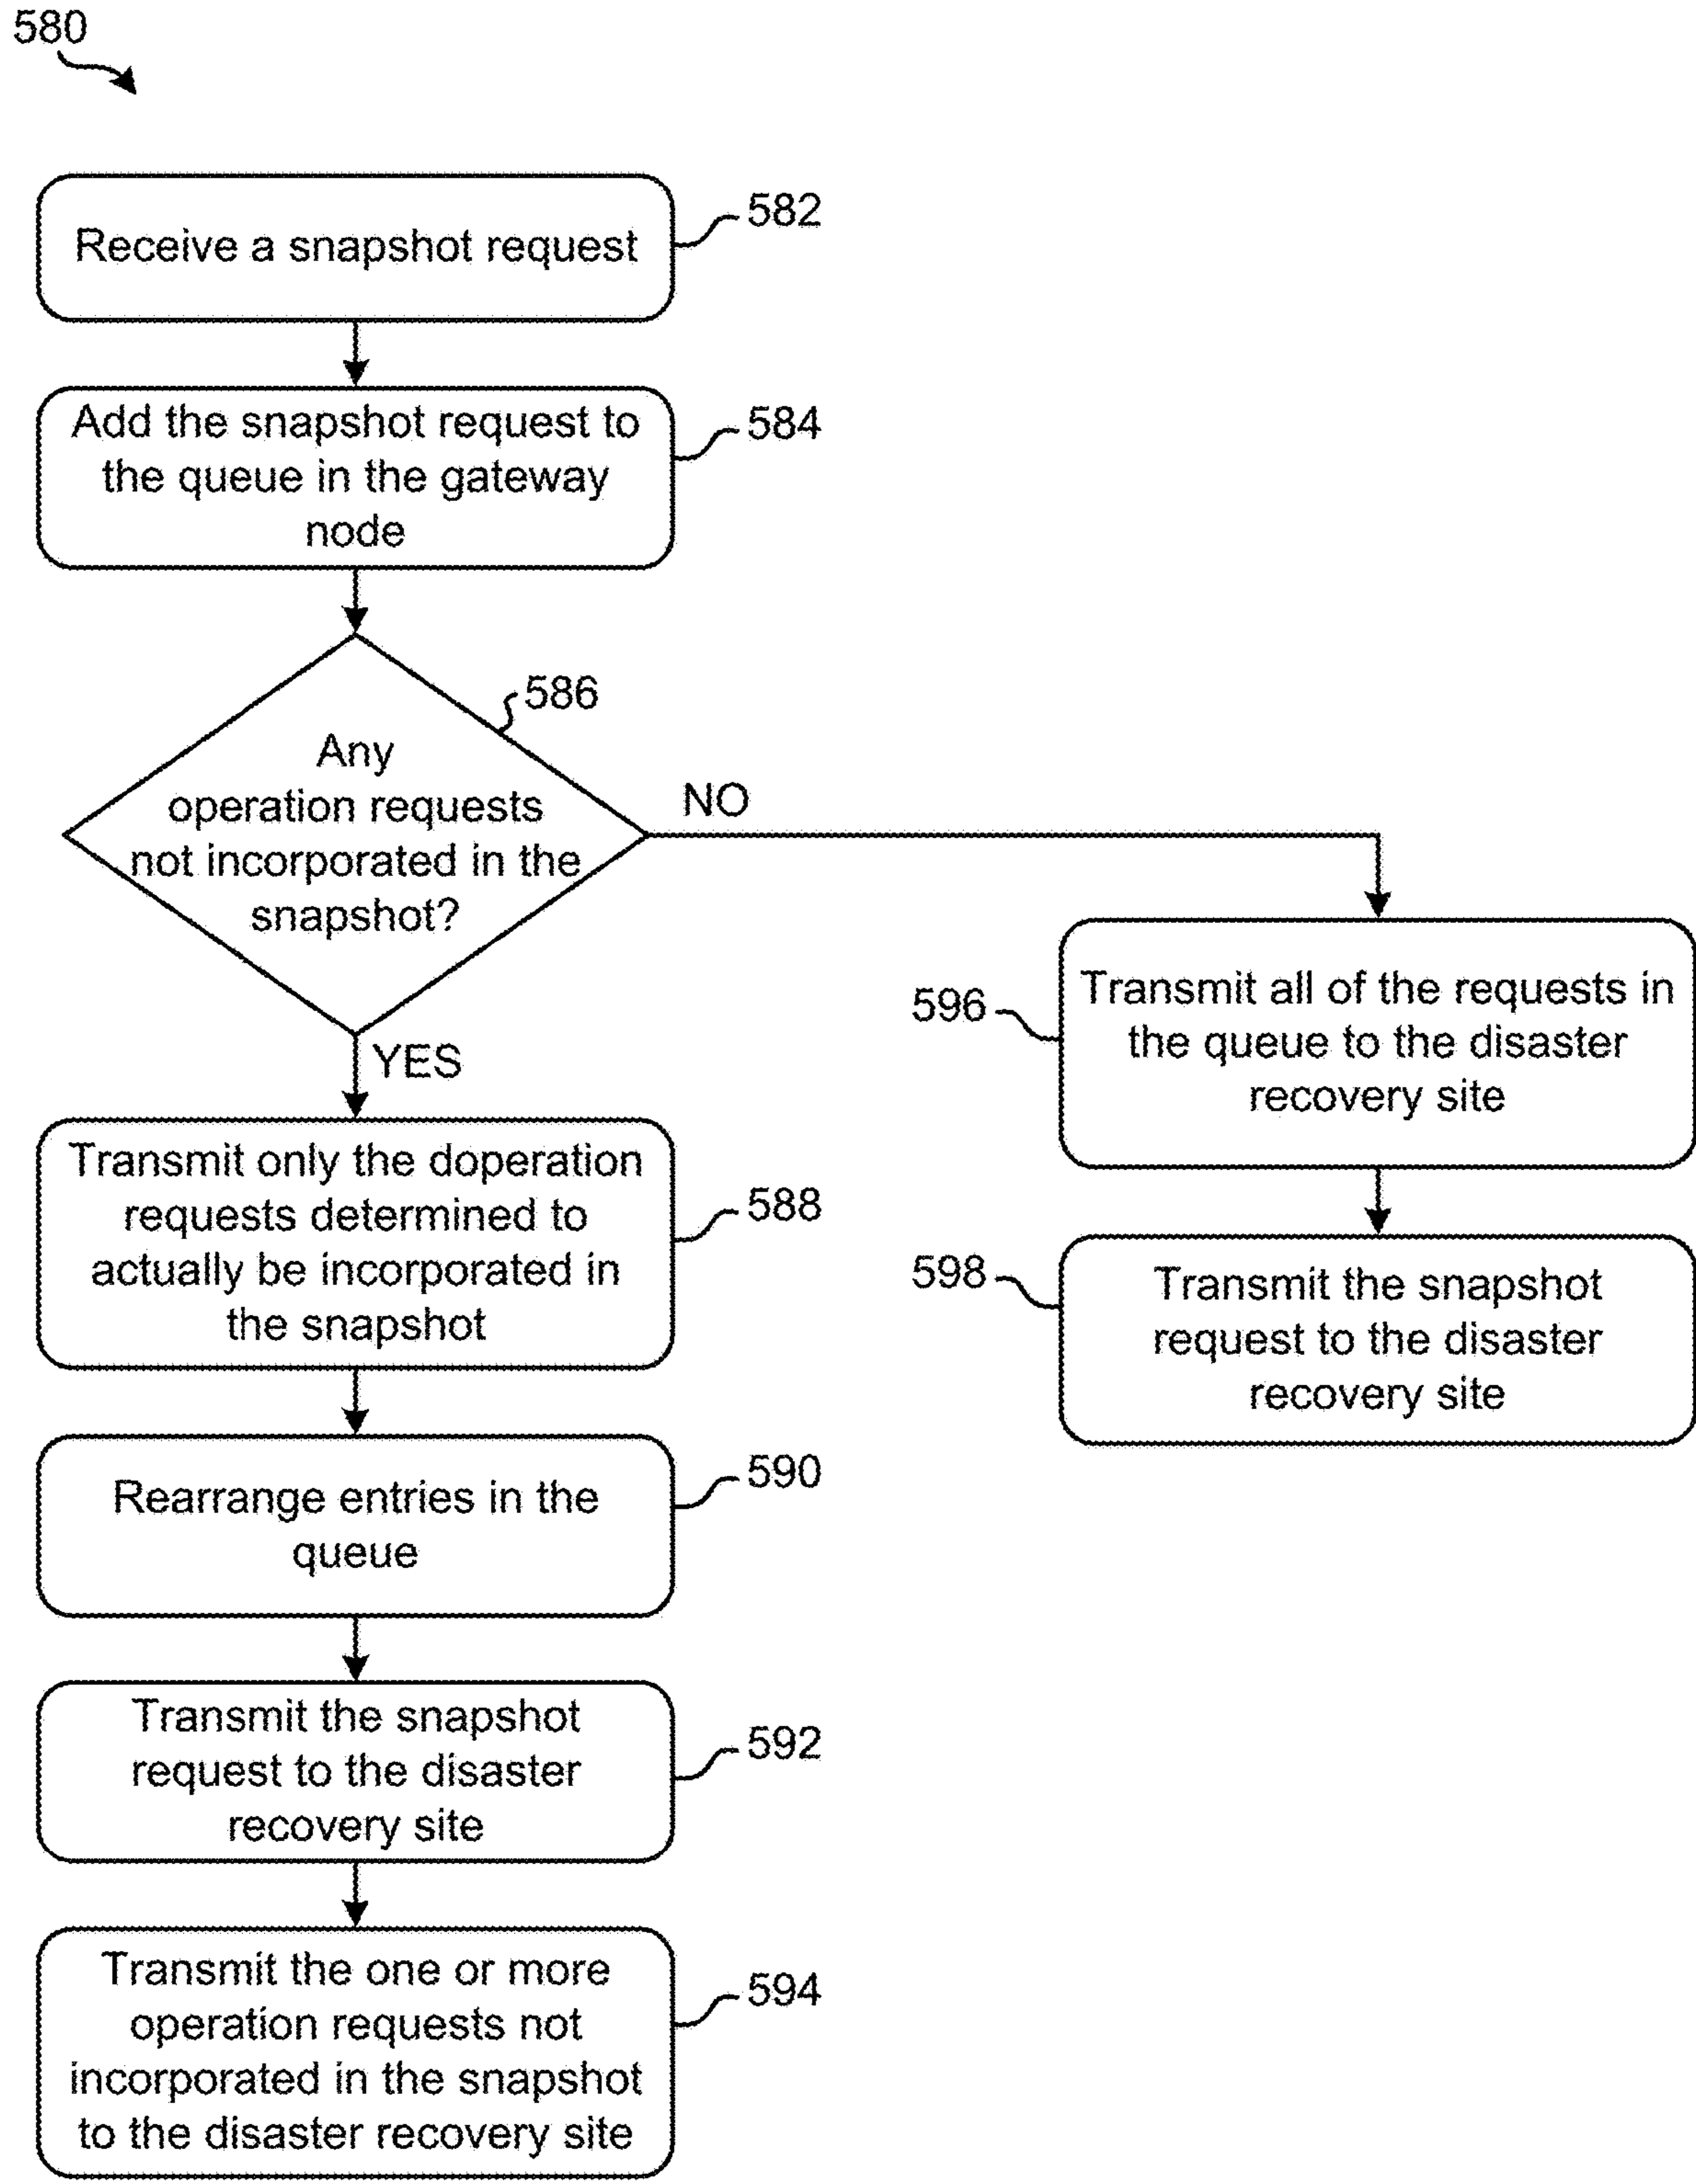 580
Receive a snapshot request
582
Add the snapshot request to
the queue in the gateway
node
584
586
Any
operation requests
not incorporated in the
snapshot?
NO
YES
Transmit only the doperation
requests determined to
actually be incorporated in
the snapshot
588
Rearrange entries in the
queue
590
Transmit the snapshot
request to the disaster
recovery site
592
Transmit the one or more
operation requests not
incorporated in the snapshot
to the disaster recovery site
594
596
Transmit all of the requests in
the queue to the disaster
recovery site
598
Transmit the snapshot
request to the disaster
recovery site